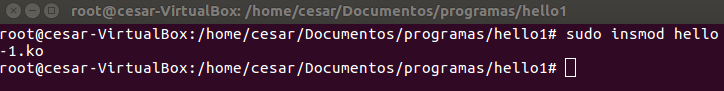 root@cesar-VirtualBox: /home/cesar/Documentos/programas/hello1
root@cesar-VirtualBox:/home/cesar/Documentos/programas/hello1# sudo insmod hello
-1.ko
root@cesar-VirtualBox:/home/cesar/Documentos/programas/hello1#